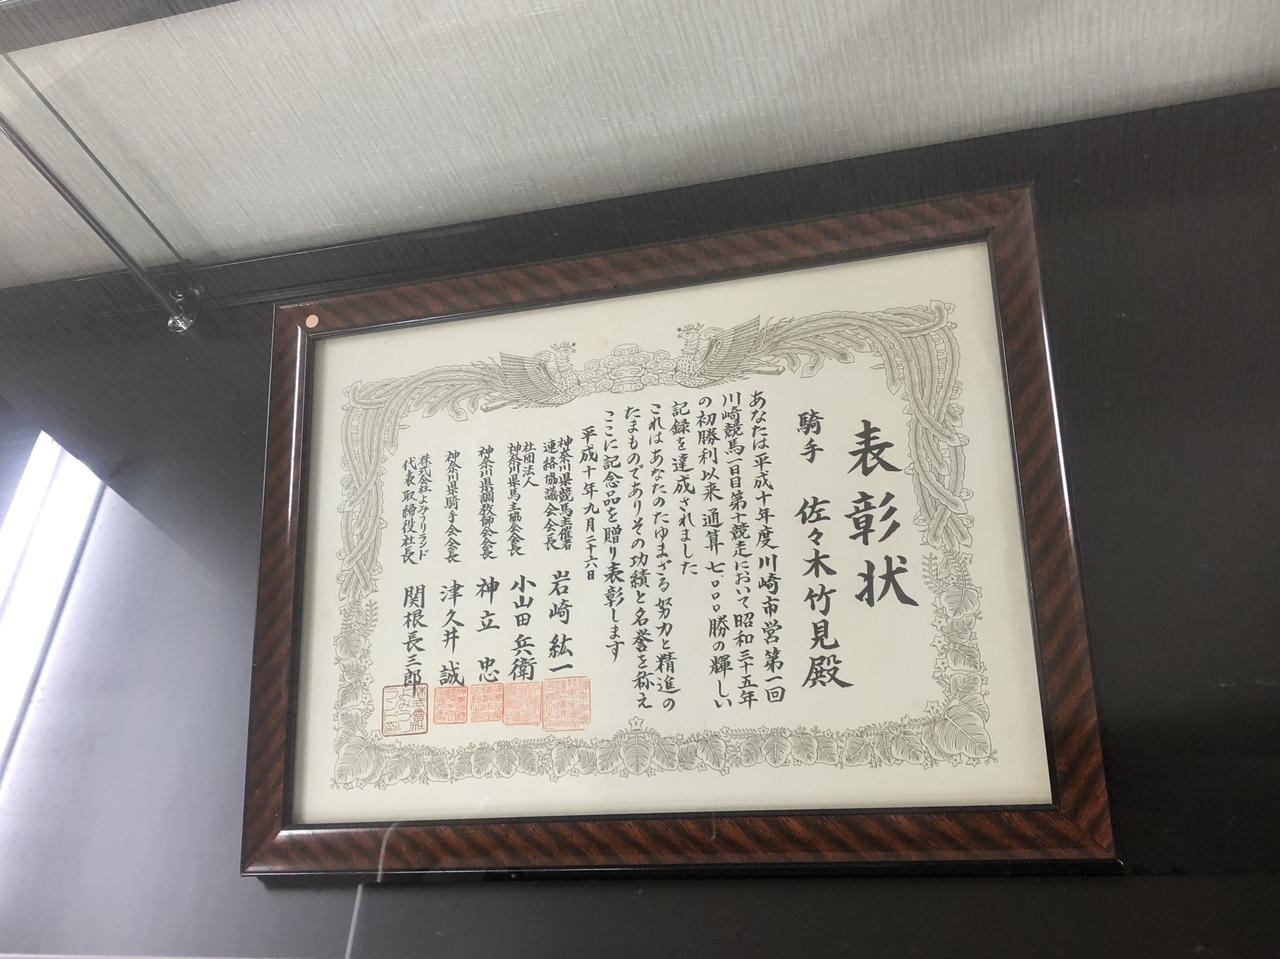 表彰状
騎手 佐々木竹見殿
あなたは平成十年度川崎市営第一回
川崎競馬一日目第十競走において昭和三十五年
の初勝利以来通算七、〇〇〇勝の輝しい
記録を達成されました
これはあなたのたゆまざる努力と精進の
たまものでありその功績と名誉を称え
ここに記念品を贈り表彰します
平成十年九月二十六日
神奈川県競馬主催者
連絡協議会会長 岩崎紘一
社団法人
神奈川県馬主協会会長 小山田兵衛
神奈川県調教師会会長 神立忠
神奈川県騎手会会長 津久井誠
株式会社よみうりランド
代表取締役社長 関根長三郎